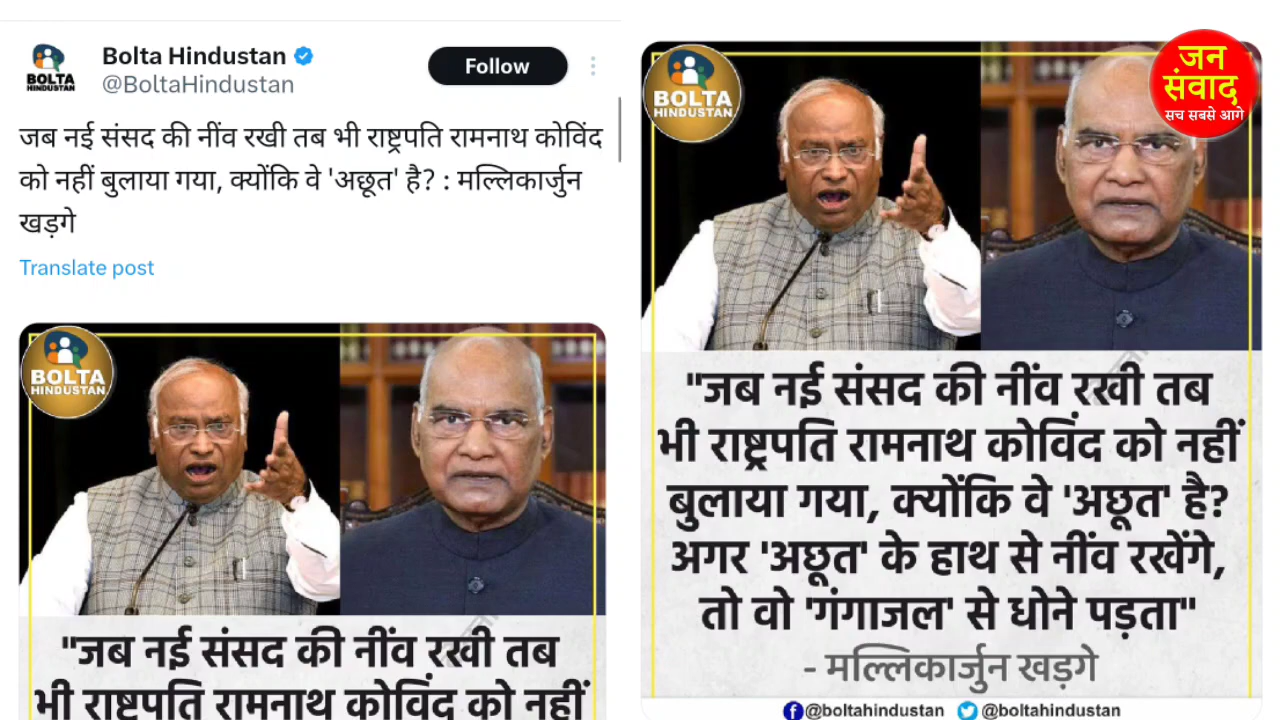 Bolta Hindustan
@BoltaHindustan
Follow
BOLTA
HINDUSTAN
जब नई संसद की नींव रखी तब भी राष्ट्रपति रामनाथ कोविंद
को नहीं बुलाया गया, क्योंकि वे 'अछूत' है? : मल्लिकार्जुन
खड़गे
Translate post
BOLTA
HINDUSTAN
"जब नई संसद की नींव रखी तब
भी राष्ट्रपति रामनाथ कोविंद को नहीं
BOLTA
HINDUSTAN
जन
संवाद
सच सबसे आगे
"जब नई संसद की नींव रखी तब
भी राष्ट्रपति रामनाथ कोविंद को नहीं
बुलाया गया, क्योंकि वे 'अछूत' है?
अगर 'अछूत' के हाथ से नींव रखेंगे,
तो वो 'गंगाजल' से धोने पड़ता"
- मल्लिकार्जुन खड़गे
@boltahindustan @boltahindustan